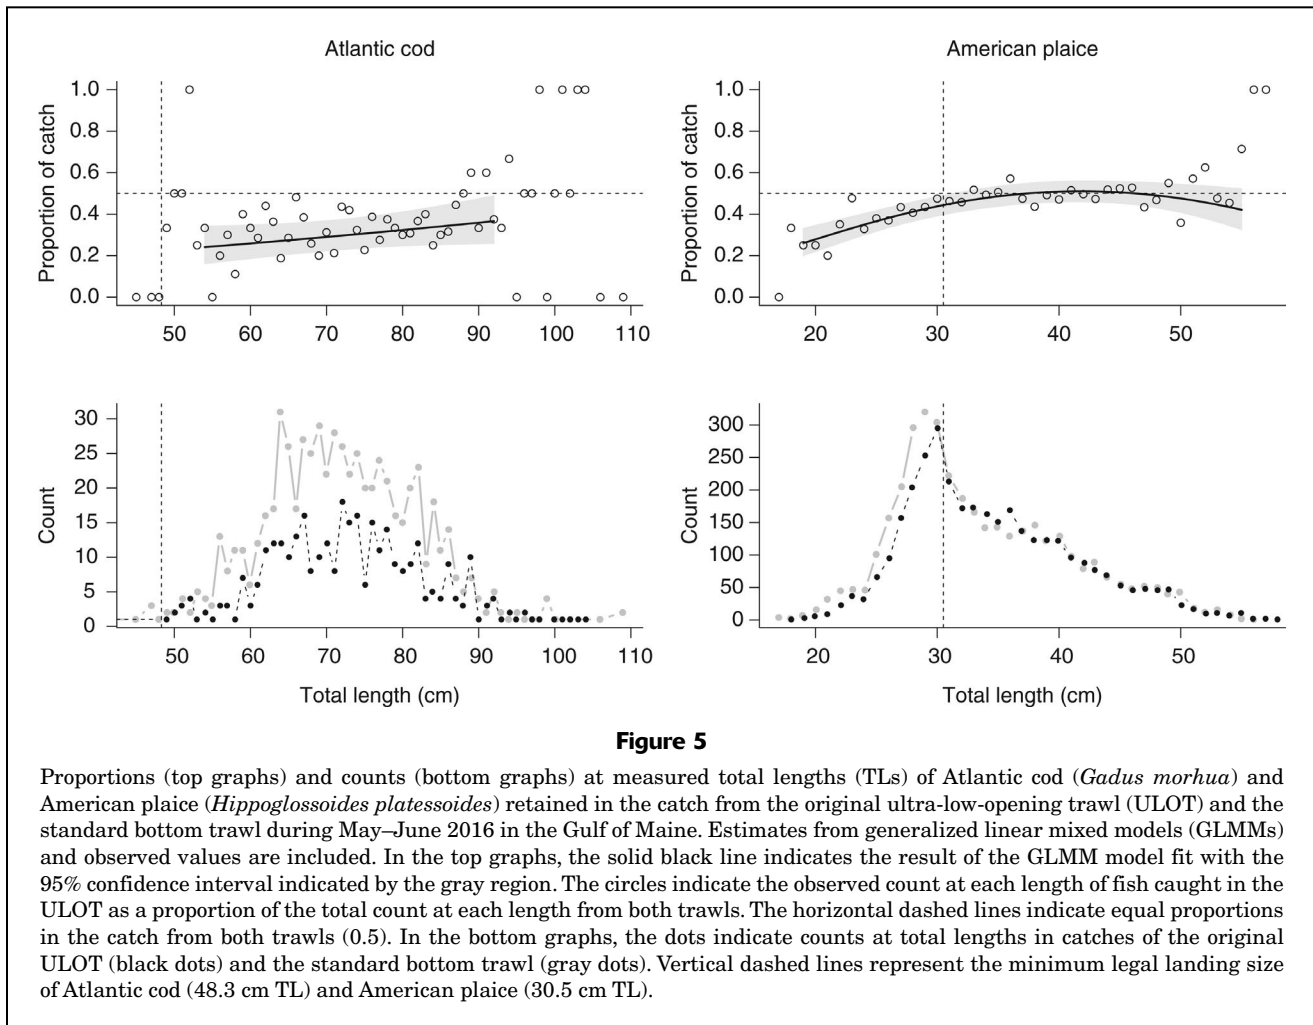 Atlantic cod
American plaice
Proportion of catch
1.0
0.8
0.6
0.4
0.2
0.0
50 60 70 80 90 100 110
Proportion of catch
1.0
0.8
0.6
0.4
0.2
0.0
20 30 40 50
Count
30
25
20
15
10
5
0
50 60 70 80 90 100 110
Total length (cm)
Count
300
250
200
150
100
50
0
20 30 40 50
Total length (cm)
Figure 5
Proportions (top graphs) and counts (bottom graphs) at measured total lengths (TLs) of Atlantic cod (Gadus morhua) and
American plaice (Hippoglossoides platessoides) retained in the catch from the original ultra-low-opening trawl (ULOT) and the
standard bottom trawl during May–June 2016 in the Gulf of Maine. Estimates from generalized linear mixed models (GLMMs)
and observed values are included. In the top graphs, the solid black line indicates the result of the GLMM model fit with the
95% confidence interval indicated by the gray region. The circles indicate the observed count at each length of fish caught in the
ULOT as a proportion of the total count at each length from both trawls. The horizontal dashed lines indicate equal proportions
in the catch from both trawls (0.5). In the bottom graphs, the dots indicate counts at total lengths in catches of the original
ULOT (black dots) and the standard bottom trawl (gray dots). Vertical dashed lines represent the minimum legal landing size
of Atlantic cod (48.3 cm TL) and American plaice (30.5 cm TL).